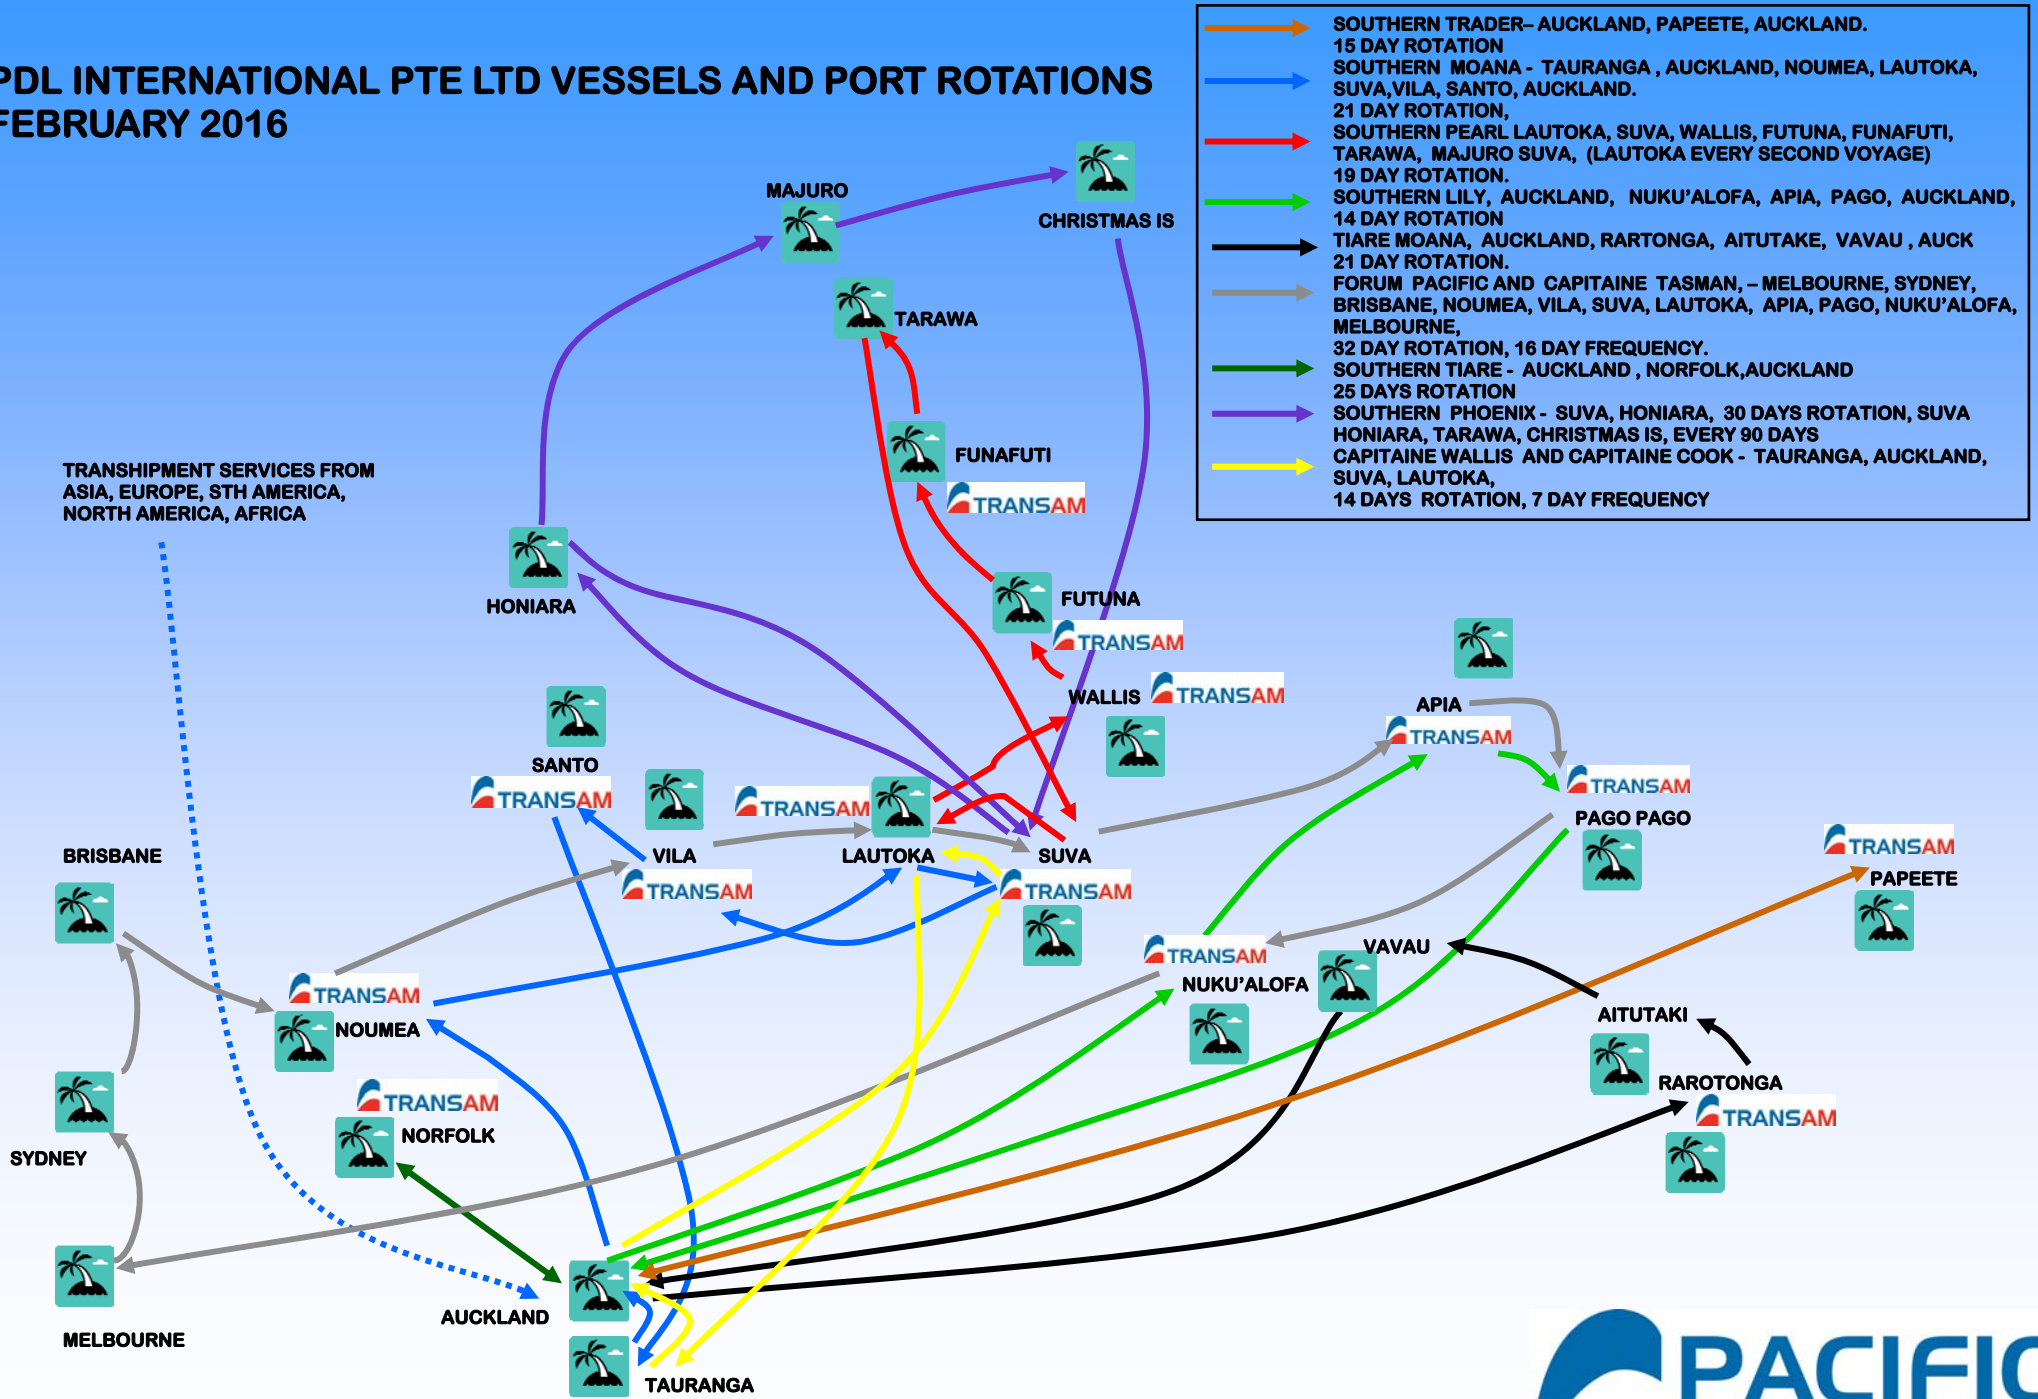 PDL INTERNATIONAL PTE LTD VESSELS AND PORT ROTATIONS
FEBRUARY 2016
SOUTHERN TRADER– AUCKLAND, PAPEETE, AUCKLAND.
15 DAY ROTATION
SOUTHERN MOANA - TAURANGA , AUCKLAND, NOUMEA, LAUTOKA,
SUVA,VILA, SANTO, AUCKLAND.
21 DAY ROTATION,
SOUTHERN PEARL LAUTOKA, SUVA, WALLIS, FUTUNA, FUNAFUTI,
TARAWA, MAJURO SUVA, (LAUTOKA EVERY SECOND VOYAGE)
19 DAY ROTATION.
SOUTHERN LILY, AUCKLAND, NUKU'ALOFA, APIA, PAGO, AUCKLAND,
14 DAY ROTATION
TIARE MOANA, AUCKLAND, RARTONGA, AITUTAKE, VAVAU , AUCK
21 DAY ROTATION.
FORUM PACIFIC AND CAPITAINE TASMAN, – MELBOURNE, SYDNEY,
BRISBANE, NOUMEA, VILA, SUVA, LAUTOKA, APIA, PAGO, NUKU'ALOFA,
MELBOURNE,
32 DAY ROTATION, 16 DAY FREQUENCY.
SOUTHERN TIARE - AUCKLAND , NORFOLK,AUCKLAND
25 DAYS ROTATION
SOUTHERN PHOENIX - SUVA, HONIARA, 30 DAYS ROTATION, SUVA
HONIARA, TARAWA, CHRISTMAS IS, EVERY 90 DAYS
CAPITAINE WALLIS AND CAPITAINE COOK - TAURANGA, AUCKLAND,
SUVA, LAUTOKA,
14 DAYS ROTATION, 7 DAY FREQUENCY
MAJURO
CHRISTMAS IS
TARAWA
FUNAFUTI
TRANSAM
TRANSHIPMENT SERVICES FROM
ASIA, EUROPE, STH AMERICA,
NORTH AMERICA, AFRICA
HONIARA
FUTUNA
TRANSAM
WALLIS
TRANSAM
APIA
TRANSAM
SANTO
TRANSAM
TRANSAM
TRANSAM
PAGO PAGO
BRISBANE
VILA
TRANSAM
LAUTOKA
SUVA
TRANSAM
TRANSAM
PAPEETE
TRANSAM
NUKU'ALOFA
VAVAU
TRANSAM
NOUMEA
AITUTAKI
RAROTONGA
TRANSAM
TRANSAM
NORFOLK
SYDNEY
AUCKLAND
MELBOURNE
TAURANGA
PACIFIC